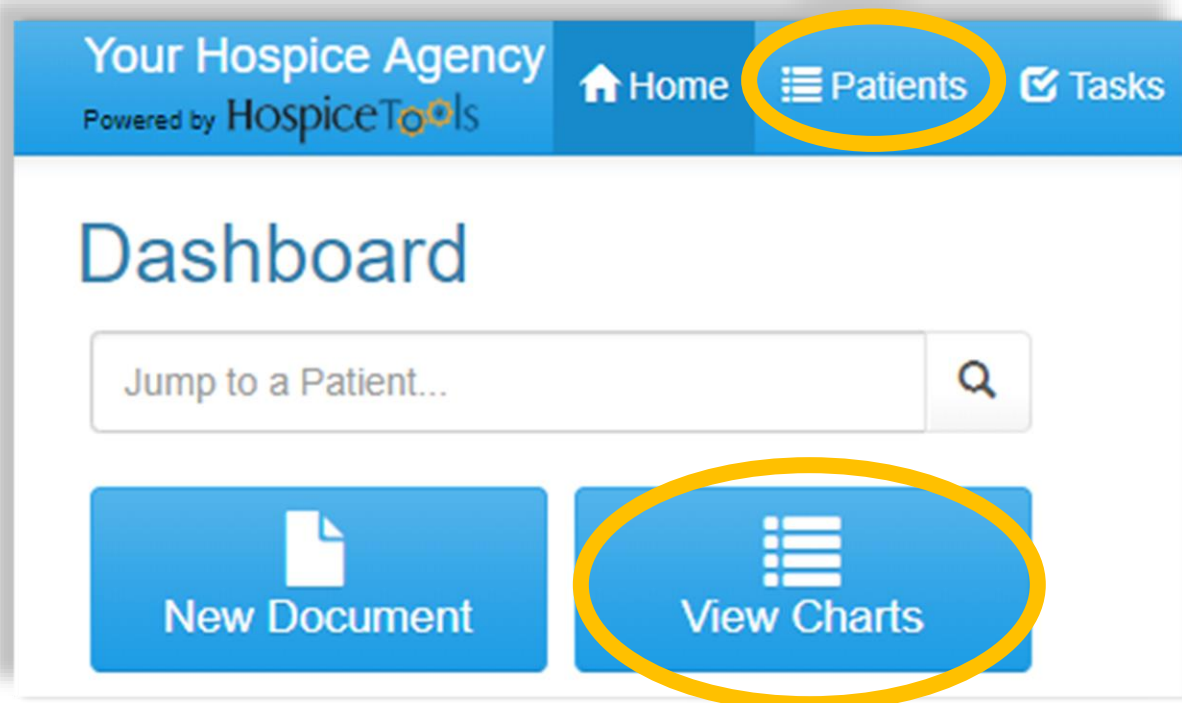 Your Hospice Agency
Powered by HospiceTools
Home
Patients
Tasks
Dashboard
Jump to a Patient...
New Document
View Charts